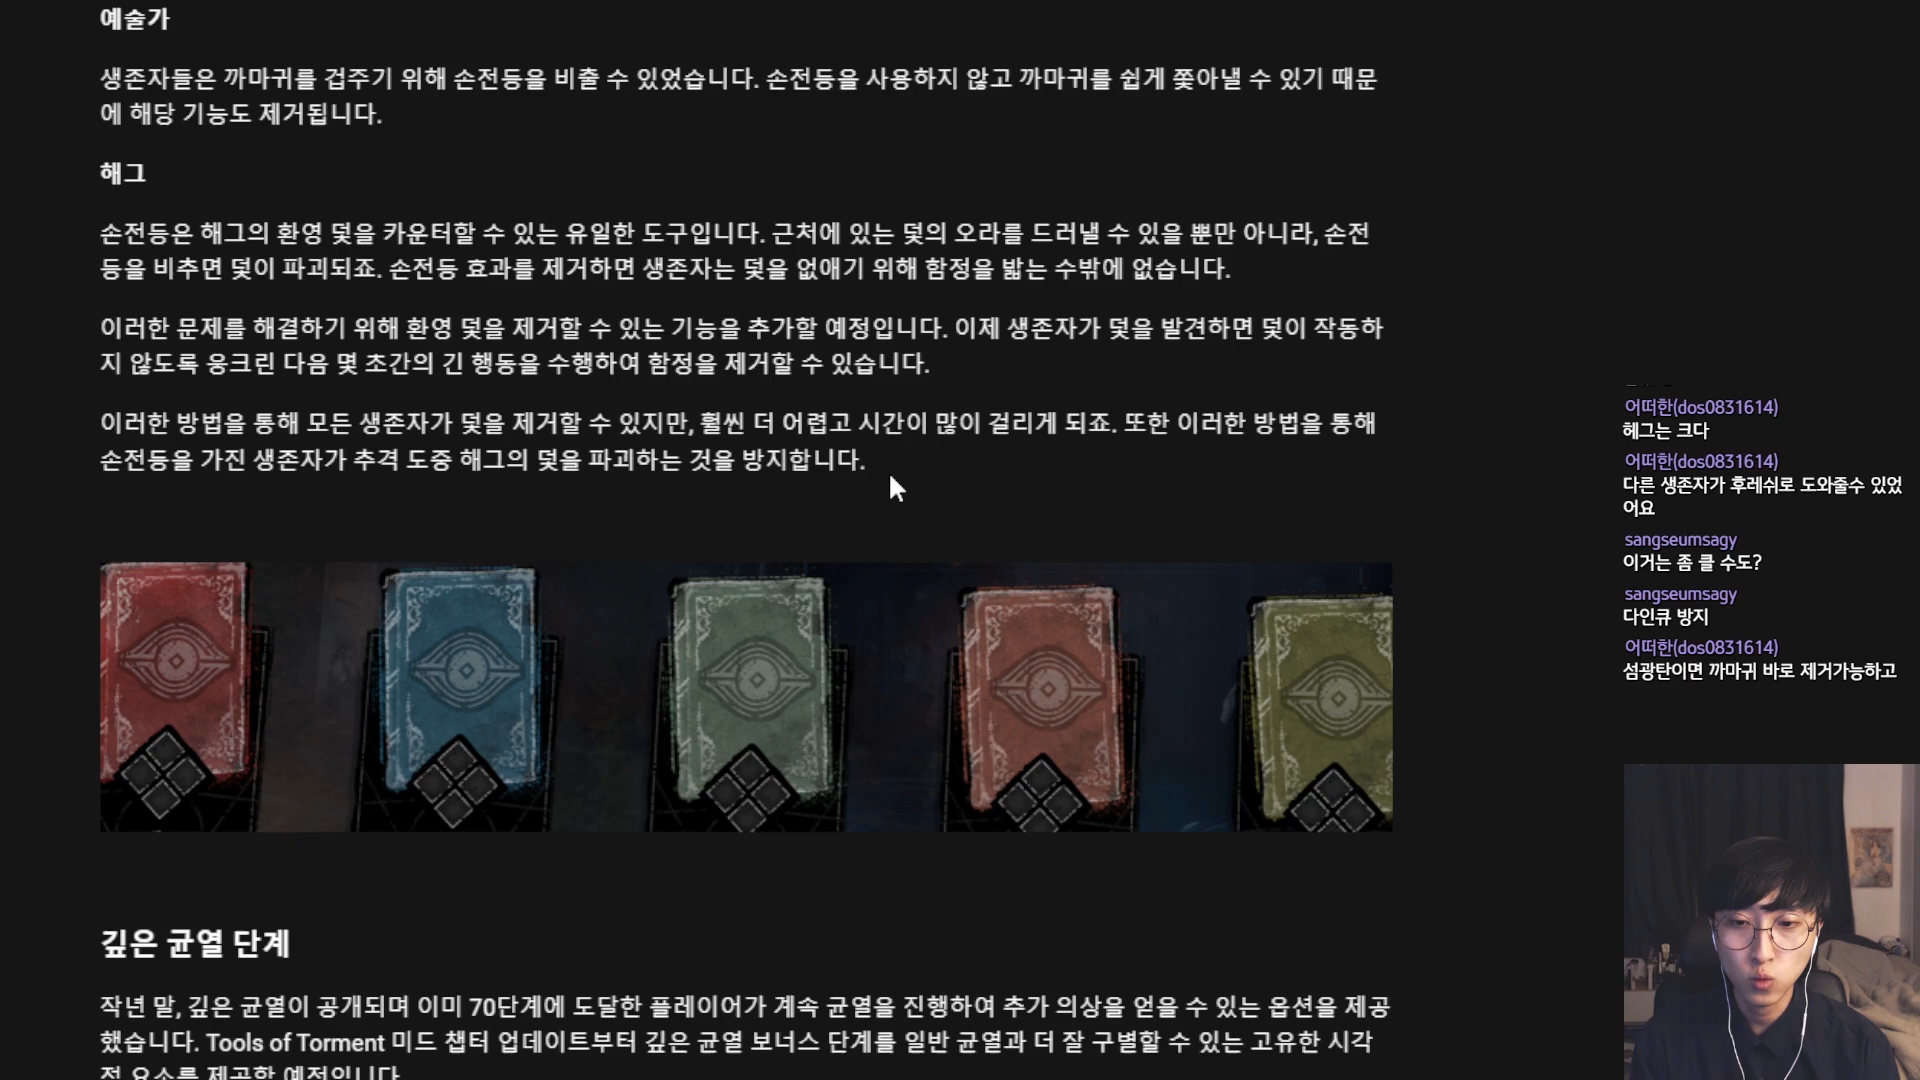 예술가
생존자들은 까마귀를 겁주기 위해 손전등을 비출 수 있었습니다. 손전등을 사용하지 않고 까마귀를 쉽게 쫓아낼 수 있기 때문
에 해당 기능도 제거됩니다.
해그
손전등은 해그의 환영 덫을 카운터할 수 있는 유일한 도구입니다. 근처에 있는 덫의 오라를 드러낼 수 있을 뿐만 아니라, 손전
등을 비추면 덫이 파괴되죠. 손전등 효과를 제거하면 생존자는 덫을 없애기 위해 함정을 밟는 수밖에 없습니다.
이러한 문제를 해결하기 위해 환영 덫을 제거할 수 있는 기능을 추가할 예정입니다. 이제 생존자가 덫을 발견하면 덫이 작동하
지 않도록 웅크린 다음 몇 초간의 긴 행동을 수행하여 함정을 제거할 수 있습니다.
이러한 방법을 통해 모든 생존자가 덫을 제거할 수 있지만, 훨씬 더 어렵고 시간이 많이 걸리게 되죠. 또한 이러한 방법을 통해
손전등을 가진 생존자가 추격 도중 해그의 덫을 파괴하는 것을 방지합니다.
깊은 균열 단계
작년 말, 깊은 균열이 공개되며 이미 70단계에 도달한 플레이어가 계속 균열을 진행하여 추가 의상을 얻을 수 있는 옵션을 제공
했습니다. Tools of Torment 미드 챕터 업데이트부터 깊은 균열 보너스 단계를 일반 균열과 더 잘 구별할 수 있는 고유한 시각
적 요소를 제공할 예정입니다.
어떠한(dos0831614)
헤그는 크다
어떠한(dos0831614)
다른 생존자가 후레쉬로 도와줄수 있었
어요
sangseumsagy
이거는 좀 클 수도?
sangseumsagy
다인큐 방지
어떠한(dos0831614)
섬광탄이면 까마귀 바로 제거가능하고